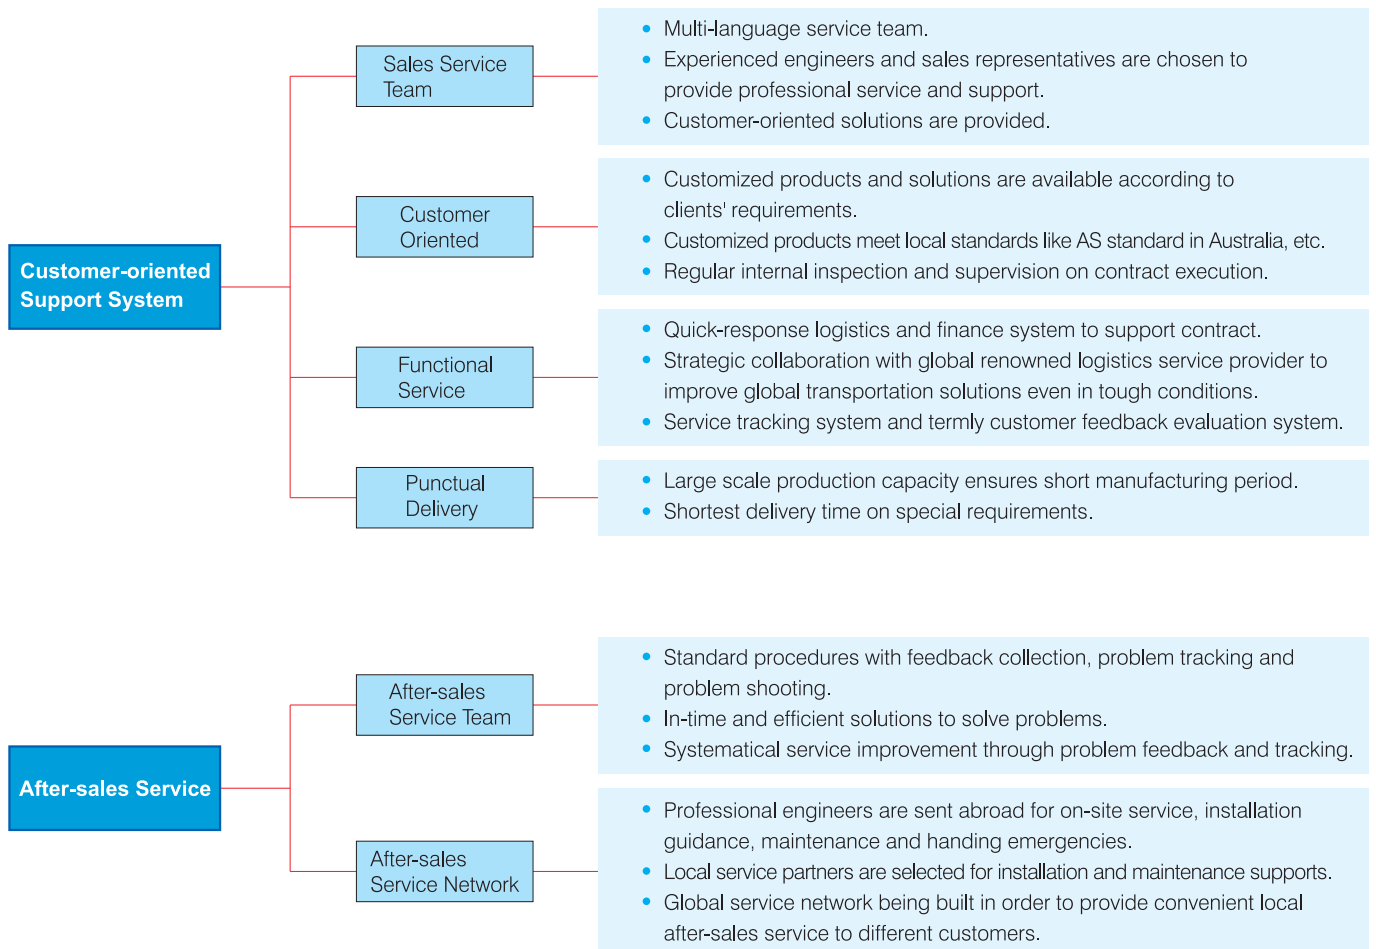 Customer-oriented
Support System
Sales Service
Team
• Multi-language service team.
• Experienced engineers and sales representatives are chosen to
provide professional service and support.
• Customer-oriented solutions are provided.
Customer
Oriented
• Customized products and solutions are available according to
clients' requirements.
• Customized products meet local standards like AS standard in Australia, etc.
• Regular internal inspection and supervision on contract execution.
Functional
Service
• Quick-response logistics and finance system to support contract.
• Strategic collaboration with global renowned logistics service provider to
improve global transportation solutions even in tough conditions.
• Service tracking system and termly customer feedback evaluation system.
Punctual
Delivery
• Large scale production capacity ensures short manufacturing period.
• Shortest delivery time on special requirements.
After-sales Service
After-sales
Service Team
• Standard procedures with feedback collection, problem tracking and
problem shooting.
• In-time and efficient solutions to solve problems.
• Systematical service improvement through problem feedback and tracking.
After-sales
Service Network
• Professional engineers are sent abroad for on-site service, installation
guidance, maintenance and handing emergencies.
• Local service partners are selected for installation and maintenance supports.
• Global service network being built in order to provide convenient local
after-sales service to different customers.